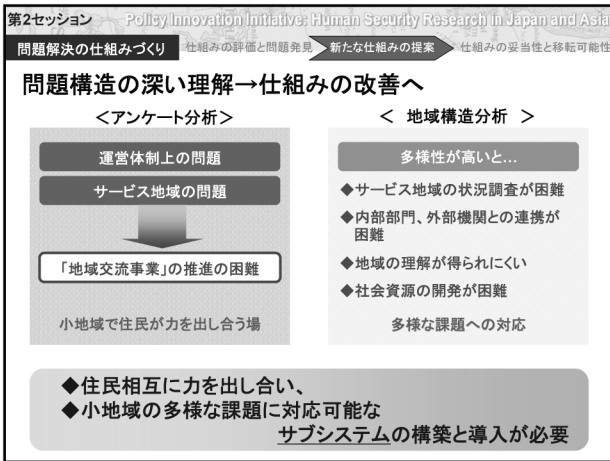 第2セッション
Policy Innovation Initiative: Human Security Research in Japan and Asia
問題解決の仕組みづくり
仕組みの評価と問題発見
新たな仕組みの提案
仕組みの妥当性と移転可能性
問題構造の深い理解→仕組みの改善へ
＜アンケート分析＞
運営体制上の問題
サービス地域の問題
「地域交流事業」の推進の困難
小地域で住民が力を出し合う場
＜ 地域構造分析 ＞
多様性が高いと…
◆サービス地域の状況調査が困難
◆内部部門、外部機関との連携が
困難
◆地域の理解が得られにくい
◆社会資源の開発が困難
多様な課題への対応
◆住民相互に力を出し合い、
◆小地域の多様な課題に対応可能な
サブシステムの構築と導入が必要